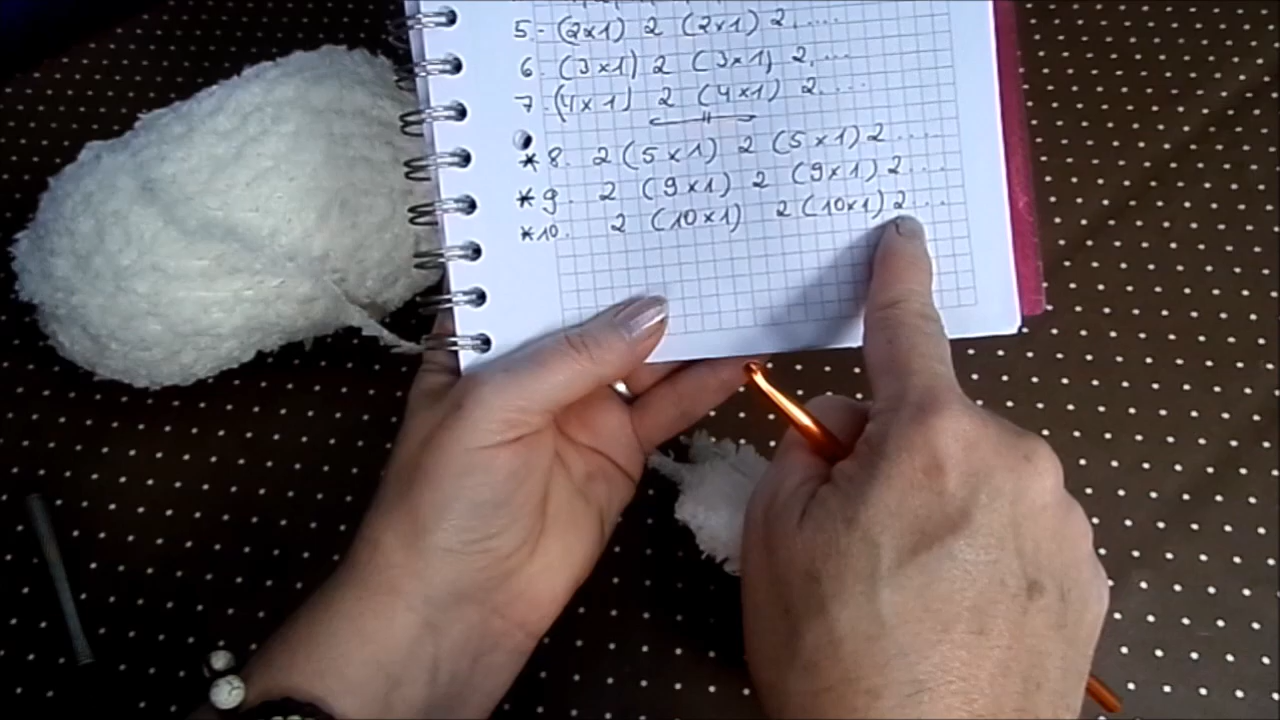 5.- (2x1) 2 (2x1) 2.....
6. (3x1) 2 (3x1) 2....
7.-(4x1) 2 (4x1) 2....
*8. 2 (5x1) 2 (5x1) 2....
*9. 2 (9x1) 2 (9x1) 2...
*10. 2 (10x1) 2 (10x1) 2...